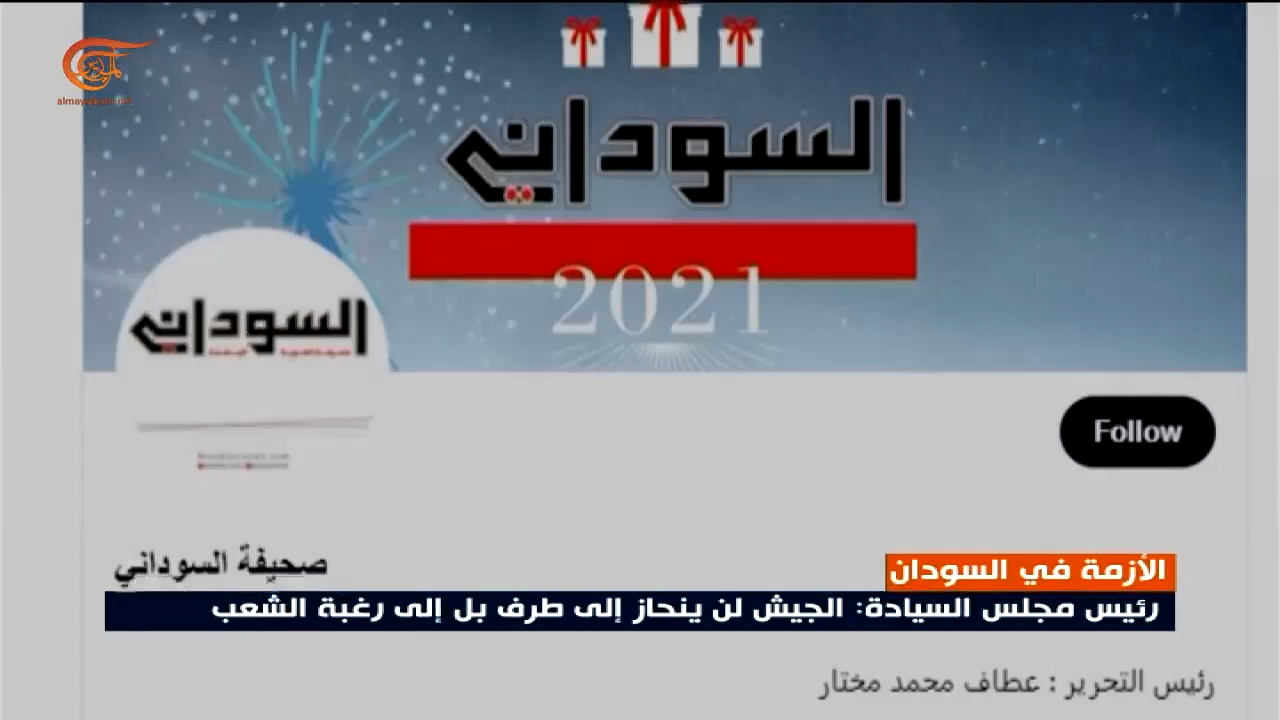 السوداني
2021
السوداني
Follow
صحيفة السوداني
الأزمة في السودان
رئيس مجلس السيادة: الجيش لن ينحاز إلى طرف بل إلى رغبة الشعب
رئيس التحرير : عطاف محمد مختار